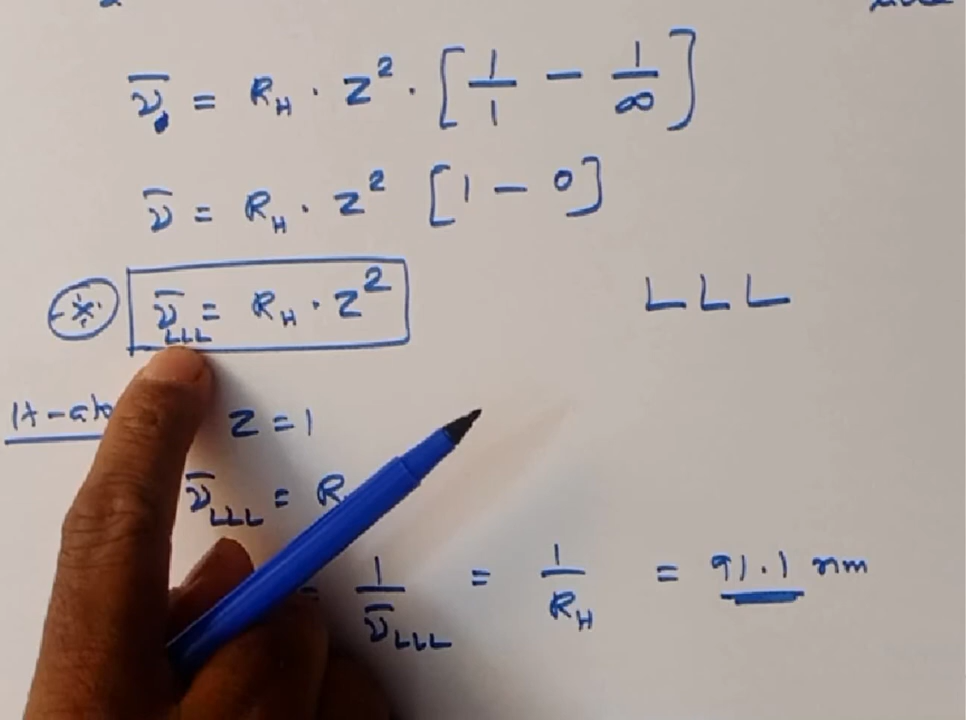 ν̄ = R_H · Z² · [1/1 − 1/∞]
ν̄ = R_H · Z² [1 − 0]
* ν̄_LLL = R_H · Z²
LLL
Z = 1
ν̄_LLL = R
= 1/ν̄_LLL = 1/R_H = 91.1 nm